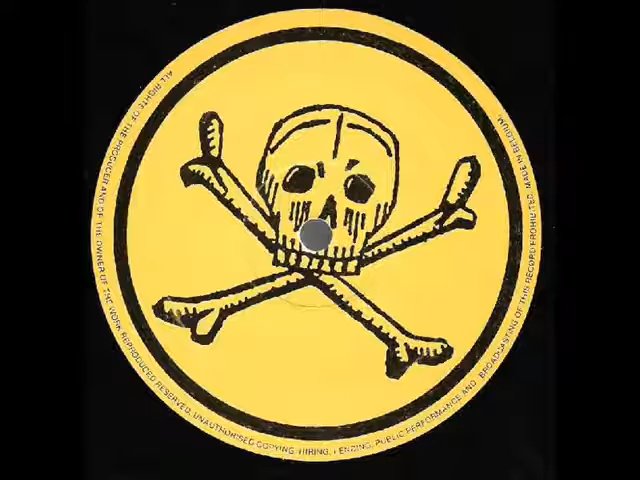 ALL RIGHTS OF THE PRODUCER AND OF THE OWNER OF THE WORK REPRODUCED RESERVED. UNAUTHORISED COPYING, HIRING, LENDING, PUBLIC PERFORMANCE AND BROADCASTING OF THIS RECORD PROHIBITED. MADE IN BELGIUM.